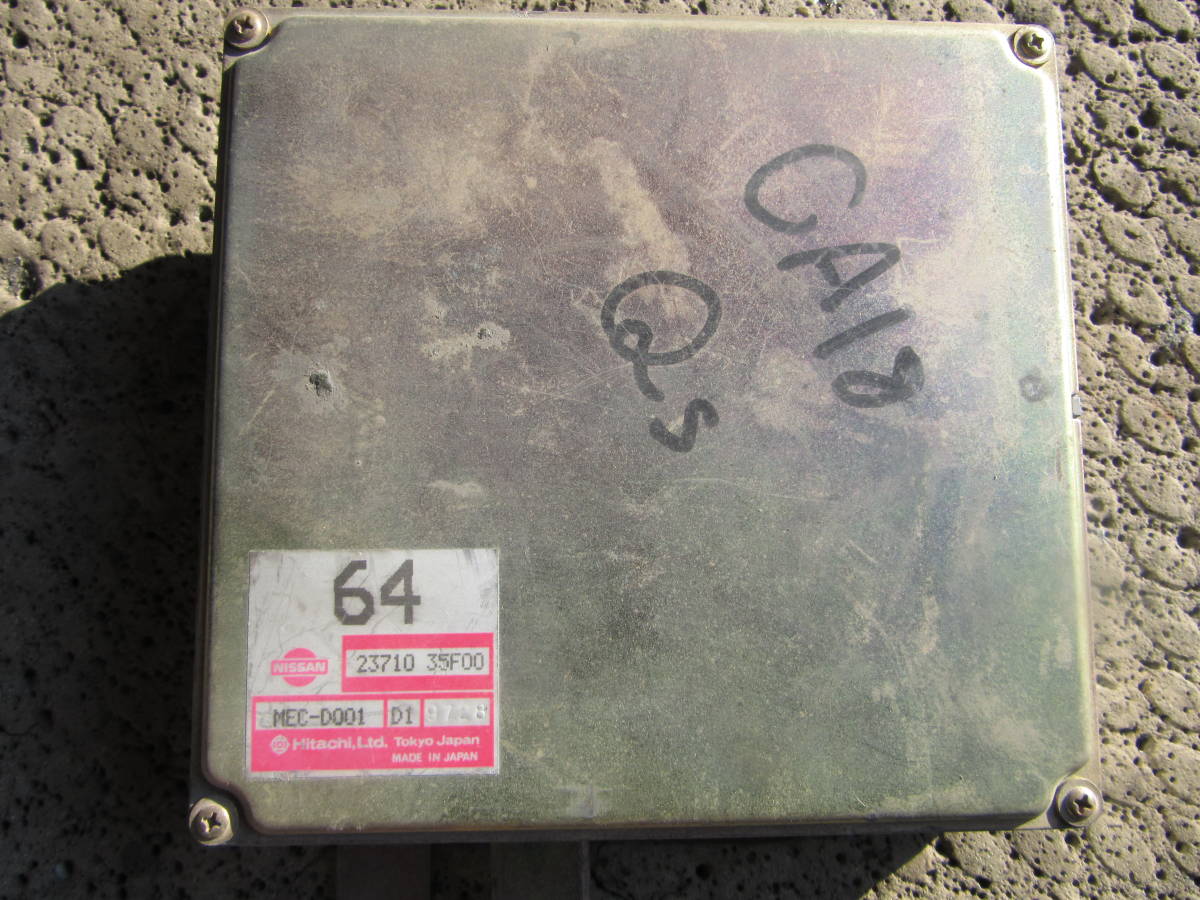 CA18
Qs
64
NISSAN
23710 35F00
MEC-D001 D1
Hitachi, Ltd. Tokyo Japan
MADE IN JAPAN